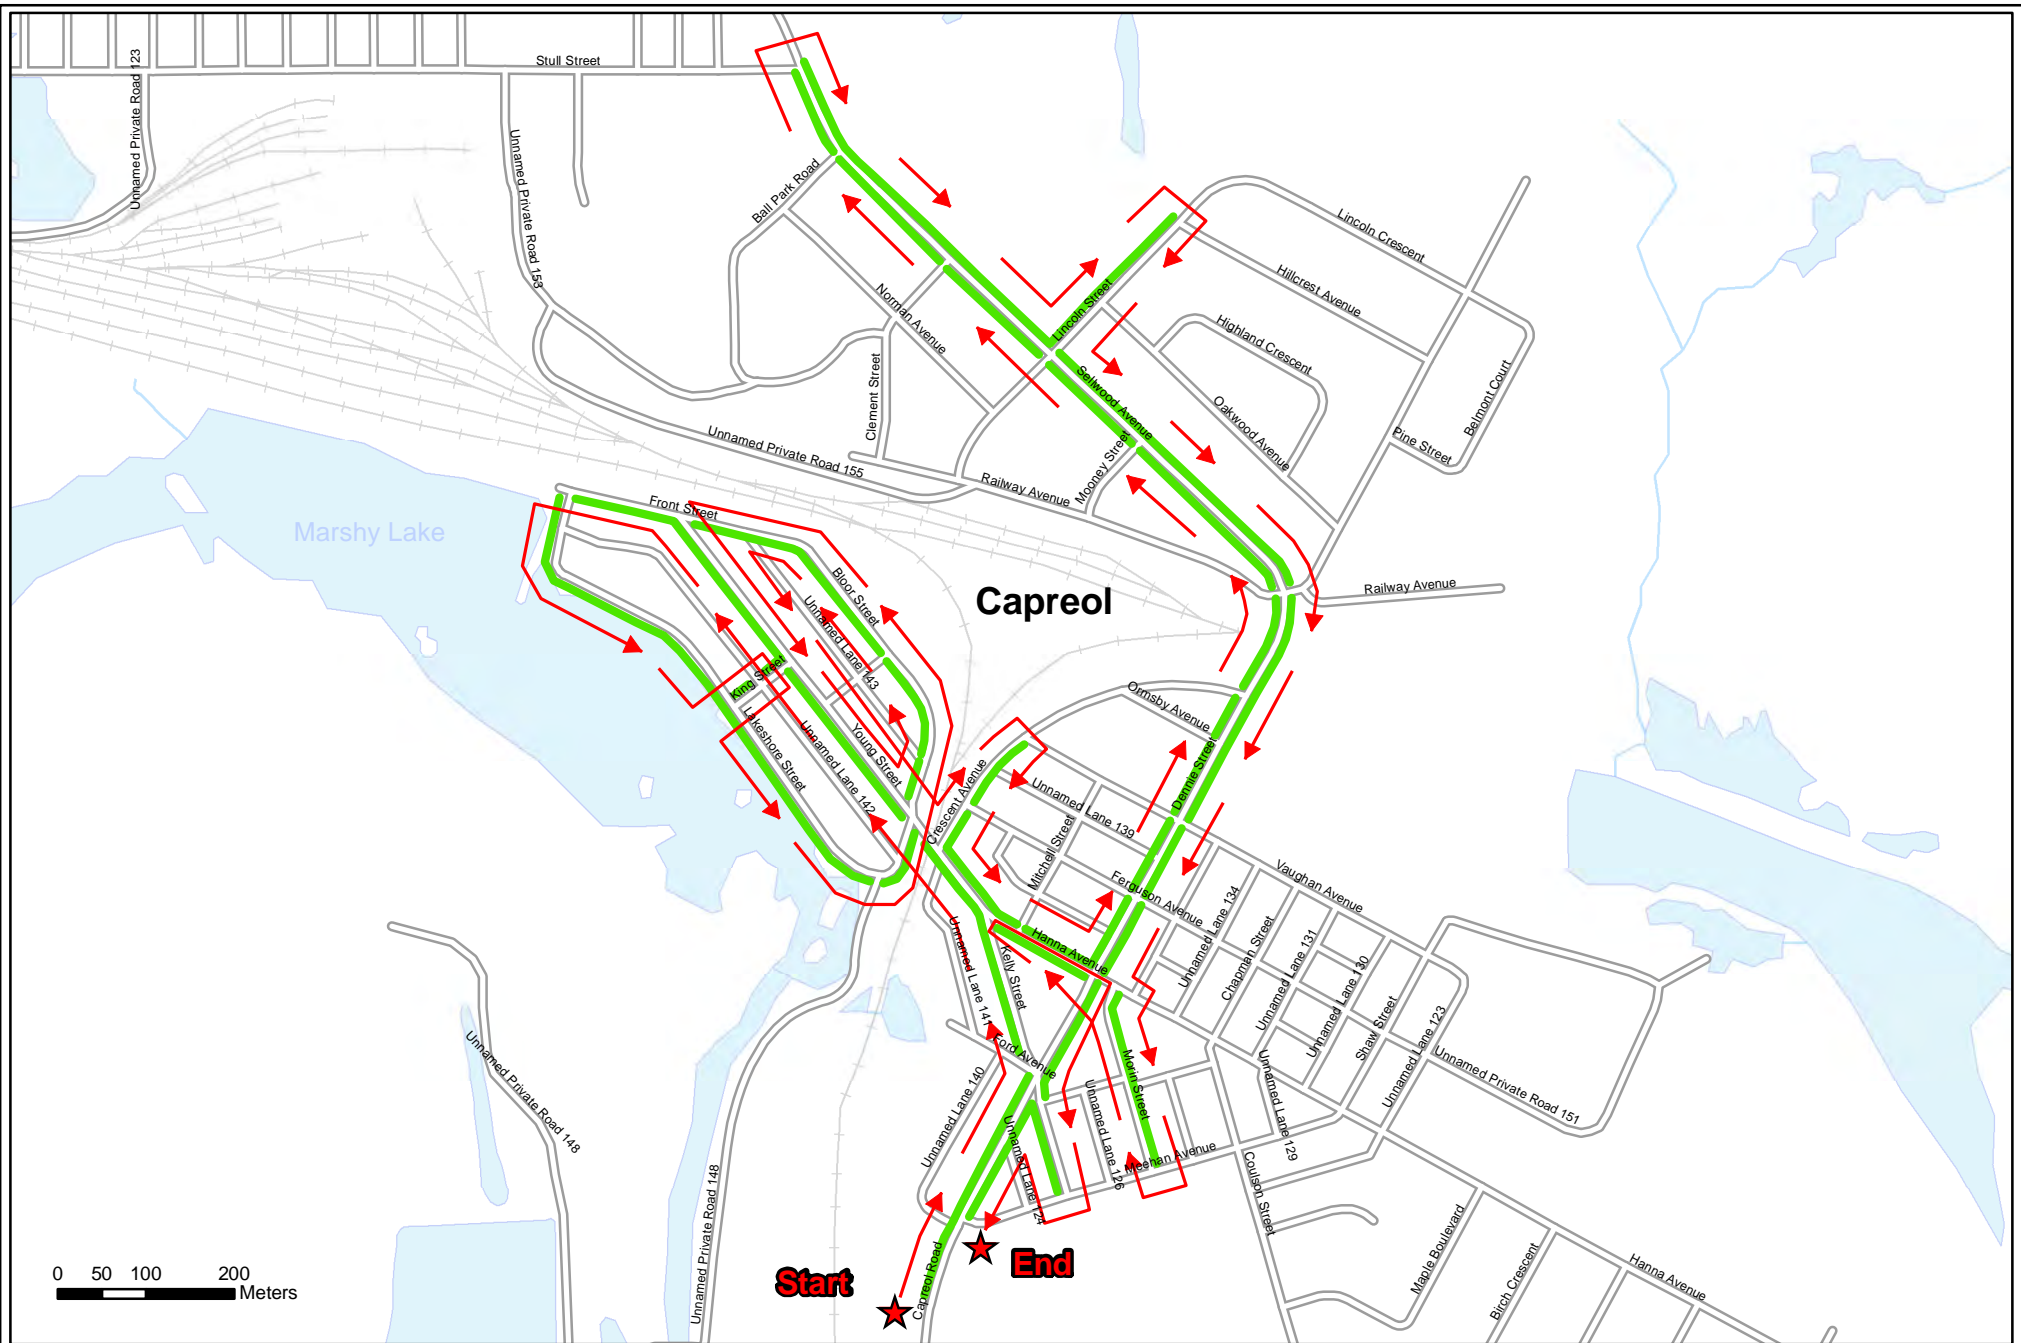 Stull Street
Unnamed Private Road 123
Unnamed Private Road 153
Ball Park Road
Lincoln Crescent
Hillcrest Avenue
Norman Avenue
Lincoln Street
Highland Crescent
Clement Street
Sellwood Avenue
Oakwood Avenue
Belmont Court
Pine Street
Unnamed Private Road 155
Mooney Street
Railway Avenue
Front Street
Marshy Lake
Bloor Street
Capreol
Railway Avenue
Unnamed Lane 143
King Street
Ormsby Avenue
Lakeshore Street
Unnamed Lane 142
Young Street
Dennie Street
Crescent Avenue
Unnamed Lane 139
Mitchell Street
Ferguson Avenue
Vaughan Avenue
Unnamed Lane 134
Chapman Street
Unnamed Lane 131
Unnamed Lane 130
Hanna Avenue
Kelly Street
Unnamed Lane 141
Shaw Street
Unnamed Lane 123
Unnamed Private Road 151
Ford Avenue
Unnamed Private Road 148
Unnamed Lane 140
Morin Street
Unnamed Lane 126
Unnamed Lane 129
Unnamed Lane 124
Meehan Avenue
Coulson Street
Unnamed Private Road 148
Maple Boulevard
Birch Crescent
Hanna Avenue
Capreol Road
Start
End
0 50 100 200
Meters